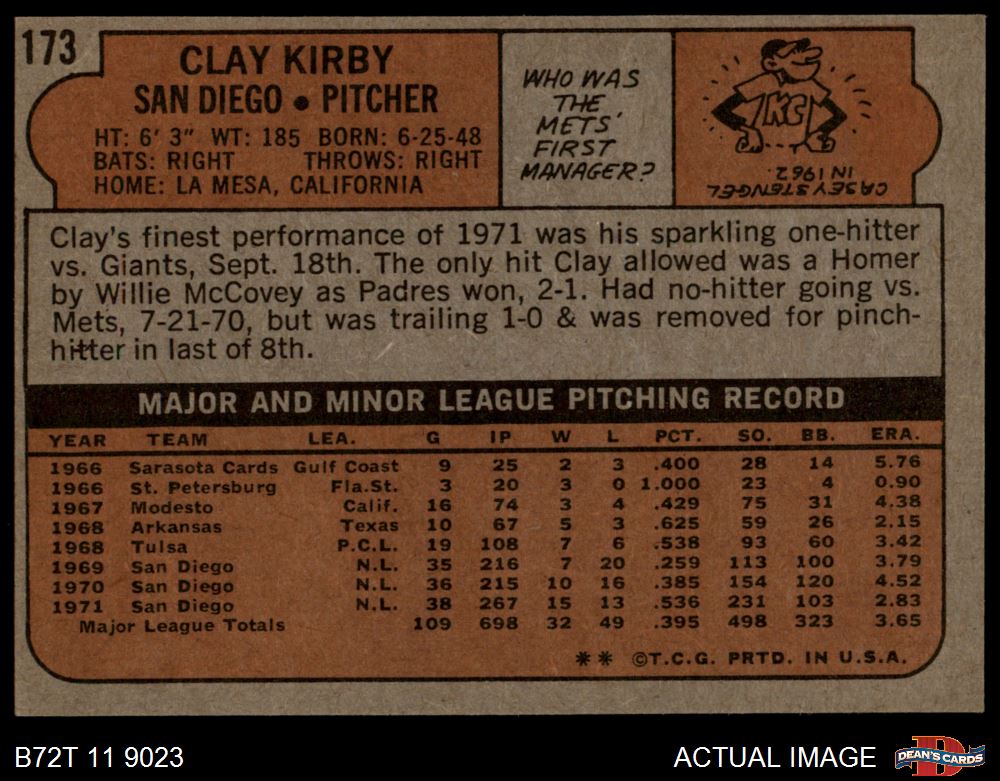 173
CLAY KIRBY
SAN DIEGO • PITCHER
HT: 6' 3" WT: 185 BORN: 6-25-48
BATS: RIGHT THROWS: RIGHT
HOME: LA MESA, CALIFORNIA
WHO WAS
THE
METS'
FIRST
MANAGER?
KC
CASEY STENGEL
IN 1962.
Clay's finest performance of 1971 was his sparkling one-hitter
vs. Giants, Sept. 18th. The only hit Clay allowed was a Homer
by Willie McCovey as Padres won, 2-1. Had no-hitter going vs.
Mets, 7-21-70, but was trailing 1-0 & was removed for pinch-
hitter in last of 8th.
MAJOR AND MINOR LEAGUE PITCHING RECORD
YEAR TEAM LEA. G IP W L PCT. SO. BB. ERA.
1966 Sarasota Cards Gulf Coast 9 25 2 3 .400 28 14 5.76
1966 St. Petersburg Fla.St. 3 20 3 0 1.000 23 4 0.90
1967 Modesto Calif. 16 74 3 4 .429 75 31 4.38
1968 Arkansas Texas 10 67 5 3 .625 59 26 2.15
1968 Tulsa P.C.L. 19 108 7 6 .538 93 60 3.42
1969 San Diego N.L. 35 216 7 20 .259 113 100 3.79
1970 San Diego N.L. 36 215 10 16 .385 154 120 4.52
1971 San Diego N.L. 38 267 15 13 .536 231 103 2.83
Major League Totals 109 698 32 49 .395 498 323 3.65
** ©T.C.G. PRTD. IN U.S.A.
B72T 11 9023
ACTUAL IMAGE
D
DEAN'S CARDS